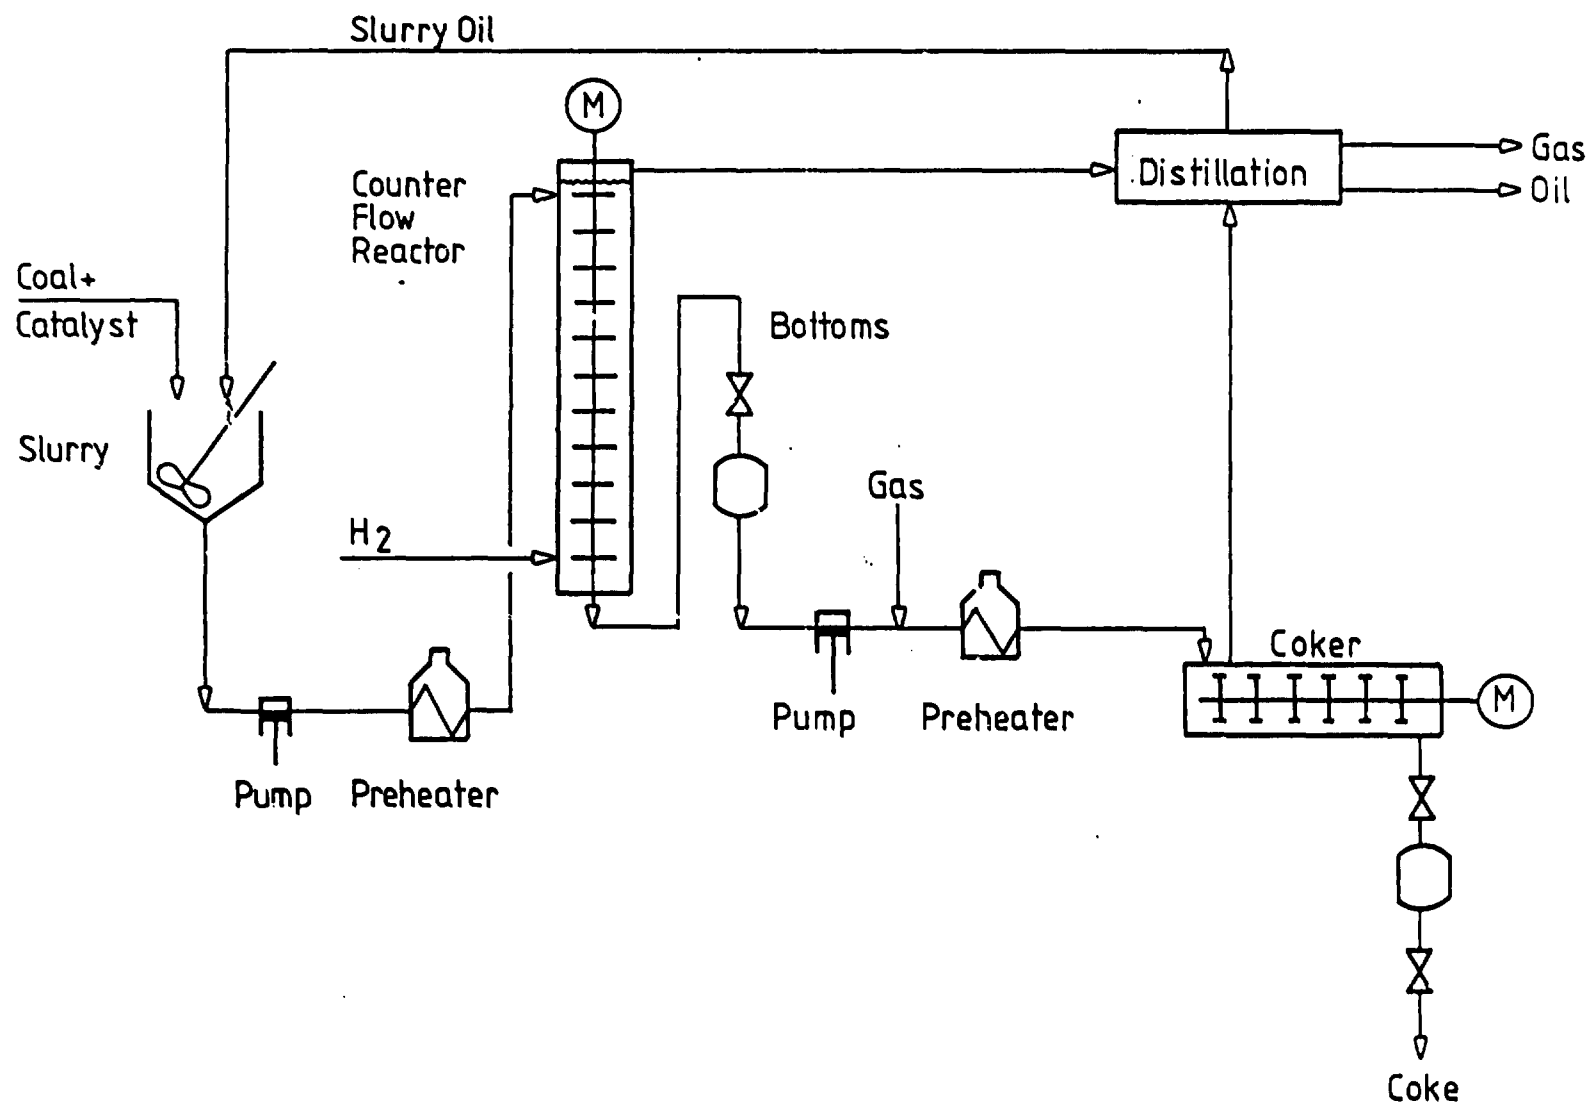 Slurry Oil
M
Gas
Distillation
Oil
Counter
Flow
Reactor
Coal+
Catalyst
Bottoms
Slurry
Gas
H2
Coker
M
Pump
Preheater
Pump
Preheater
Coke